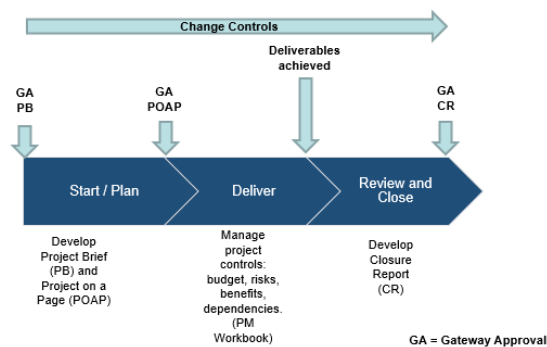 Change Controls
Deliverables
achieved
GA
PB
GA
POAP
GA
CR
Start / Plan
Deliver
Review and
Close
Develop
Project Brief
(PB) and
Project on a
Page (POAP)
Manage
project
controls:
budget, risks,
benefits,
dependencies.
(PM
Workbook)
Develop
Closure
Report
(CR)
GA = Gateway Approval